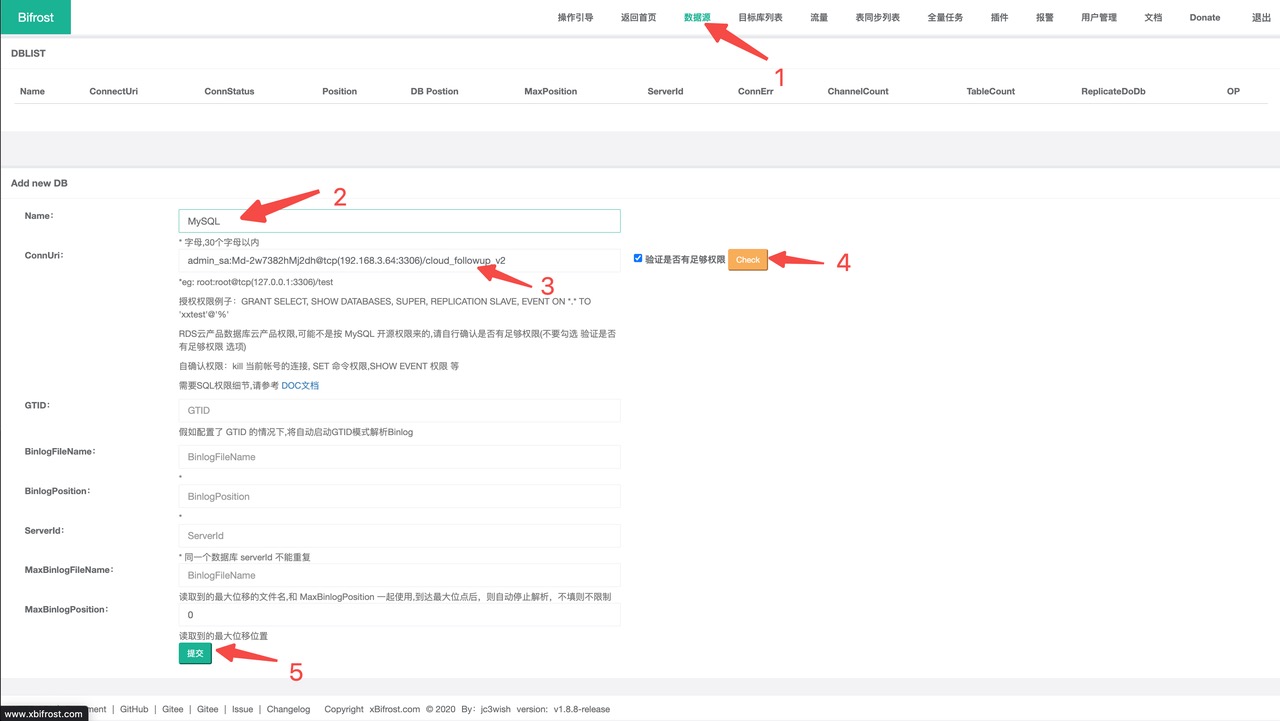 Bifrost 操作引导 返回首页 数据源 目标库列表 流量 表同步列表 全量任务 插件 报警 用户管理 文档 Donate 退出
1
DBLIST
Name ConnectUri ConnStatus Position DB Postion MaxPosition ServerId ConnErr ChannelCount TableCount ReplicateDoDb OP
Add new DB
2
Name: MySQL
* 字母,30个字母以内
ConnUri: admin_sa:Md-2w7382hMj2dh@tcp(192.168.3.64:3306)/cloud_followup_v2 验证是否有足够权限 Check 4
3
*eg: root:root@tcp(127.0.0.1:3306)/test
授权权限例子：GRANT SELECT, SHOW DATABASES, SUPER, REPLICATION SLAVE, EVENT ON *.* TO
'xxtest'@'%'
RDS云产品数据库云产品权限,可能不是按 MySQL 开源权限来的,请自行确认是否有足够权限(不要勾选 验证是否
有足够权限 选项)
自确认权限：kill 当前帐号的连接, SET 命令权限,SHOW EVENT 权限 等
需要SQL权限细节,请参考 DOC文档
GTID: GTID
假如配置了 GTID 的情况下,将自动启动GTID模式解析Binlog
BinlogFileName: BinlogFileName
*
BinlogPosition: BinlogPosition
*
ServerId: ServerId
* 同一个数据库 serverId 不能重复
MaxBinlogFileName: BinlogFileName
读取到的最大位移的文件名,和 MaxBinlogPosition 一起使用,到达最大位点后，则自动停止解析，不填则不限制
MaxBinlogPosition: 0
读取到的最大位移位置
提交
5
ment | GitHub | Gitee | Gitee | Issue | Changelog Copyright xBifrost.com © 2020 By：jc3wish version: v1.8.8-release
www.xbifrost.com